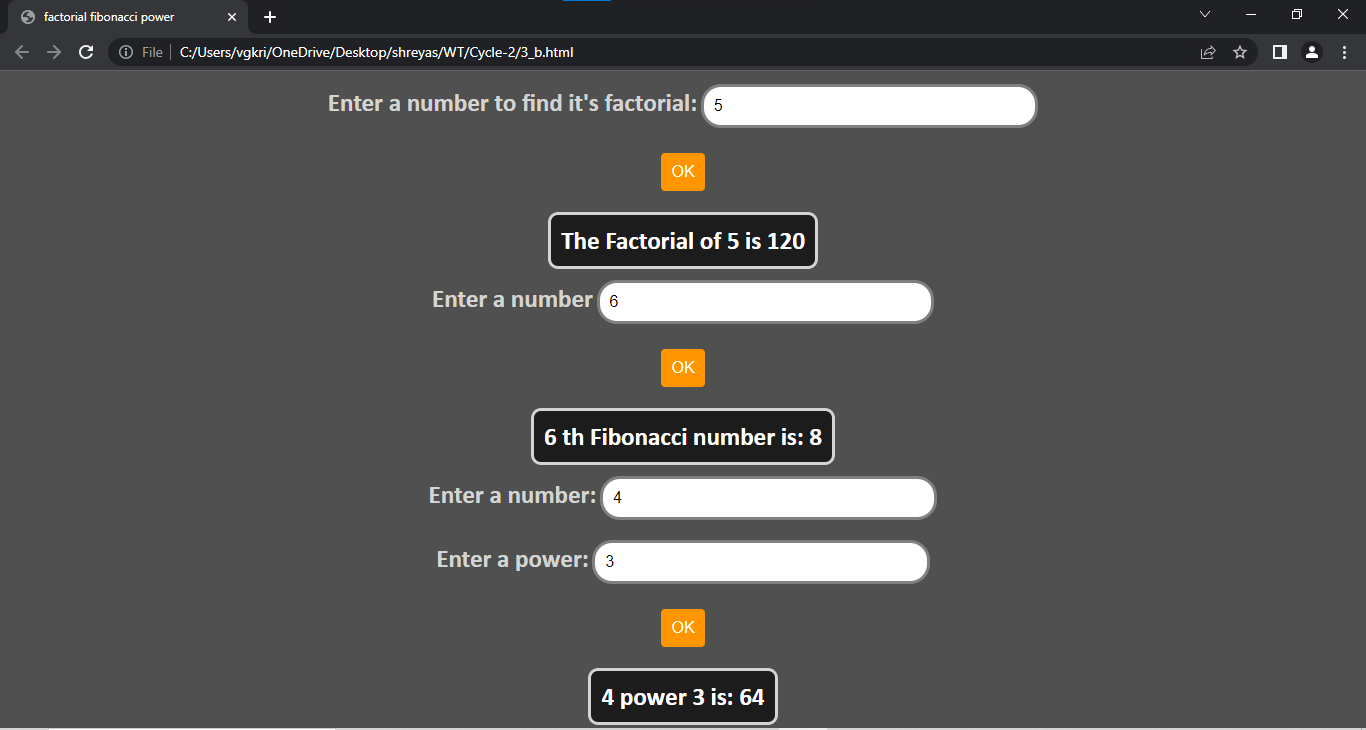 factorial fibonacci power
File C:/Users/vgkri/OneDrive/Desktop/shreyas/WT/Cycle-2/3_b.html
Enter a number to find it's factorial: 5
OK
The Factorial of 5 is 120
Enter a number 6
OK
6 th Fibonacci number is: 8
Enter a number: 4
Enter a power: 3
OK
4 power 3 is: 64